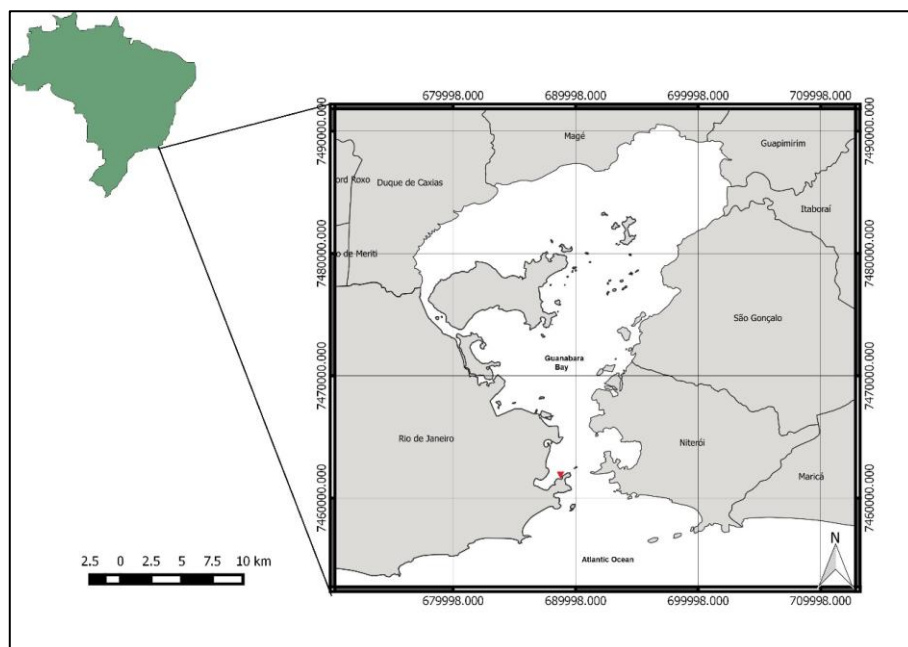 679998.000 689998.000 699998.000 709998.000
7490000.000
7480000.000
7470000.000
7460000.000
7490000.000
7480000.000
7470000.000
7460000.000
Magé
Guapimirim
ord Roxo
Duque de Caxias
Itaboraí
o de Meriti
São Gonçalo
Guanabara
Bay
Rio de Janeiro
Niterói
Maricá
N
Atlantic Ocean
2.5 0 2.5 5 7.5 10 km
679998.000 689998.000 699998.000 709998.000